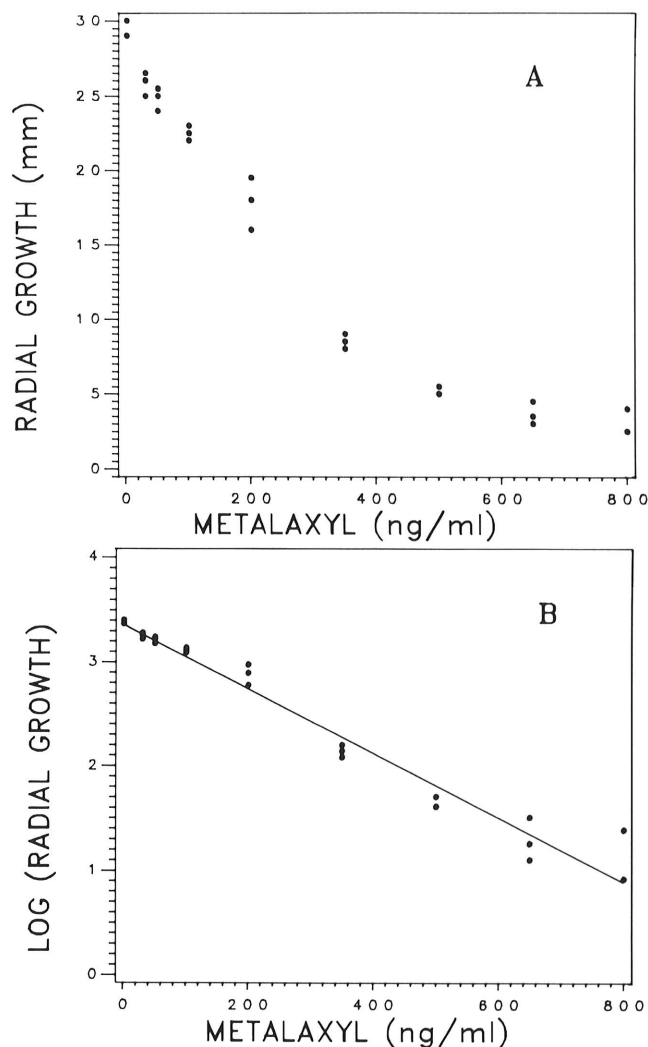 30
25
20
15
10
5
0
RADIAL GROWTH (mm)
A
0 200 400 600 800
METALAXYL (ng/ml)
4
3
2
1
0
LOG (RADIAL GROWTH)
B
0 200 400 600 800
METALAXYL (ng/ml)